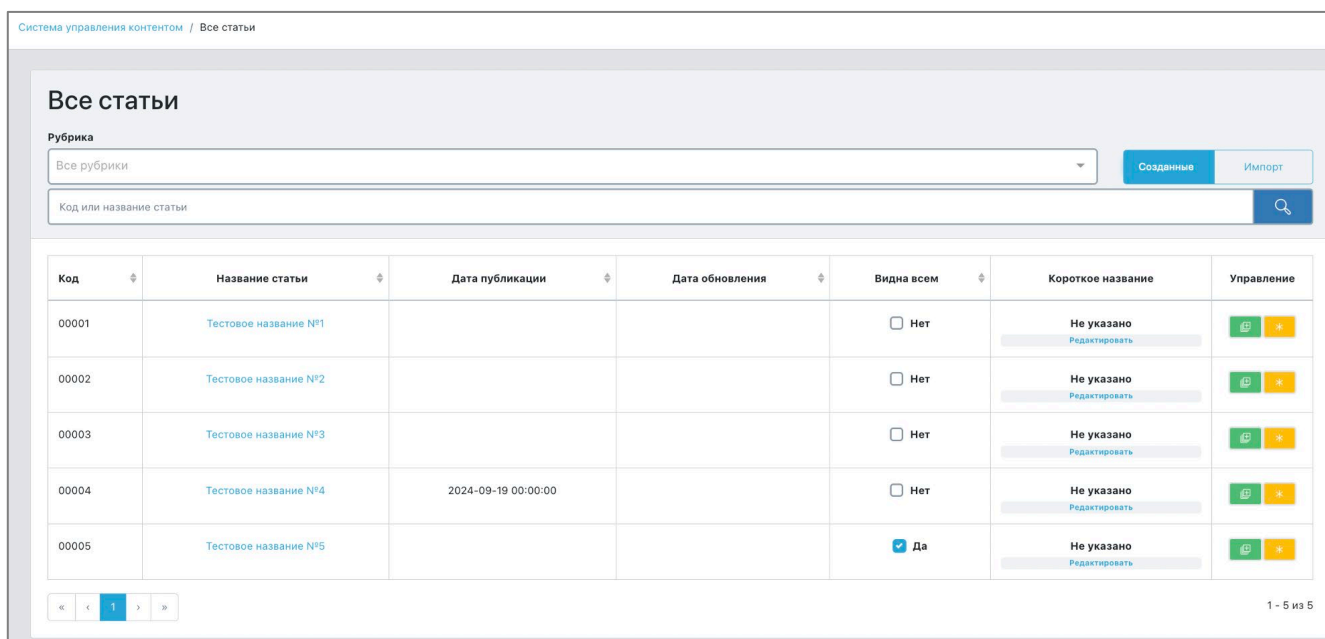 Система управления контентом / Все статьи
Все статьи
Рубрика
Все рубрики
Созданные Импорт
Код или название статьи
Код Название статьи Дата публикации Дата обновления Видна всем Короткое название Управление
00001 Тестовое название №1 Нет Не указано
Редактировать
00002 Тестовое название №2 Нет Не указано
Редактировать
00003 Тестовое название №3 Нет Не указано
Редактировать
00004 Тестовое название №4 2024-09-19 00:00:00 Нет Не указано
Редактировать
00005 Тестовое название №5 Да Не указано
Редактировать
« ‹ 1 › » 1 - 5 из 5